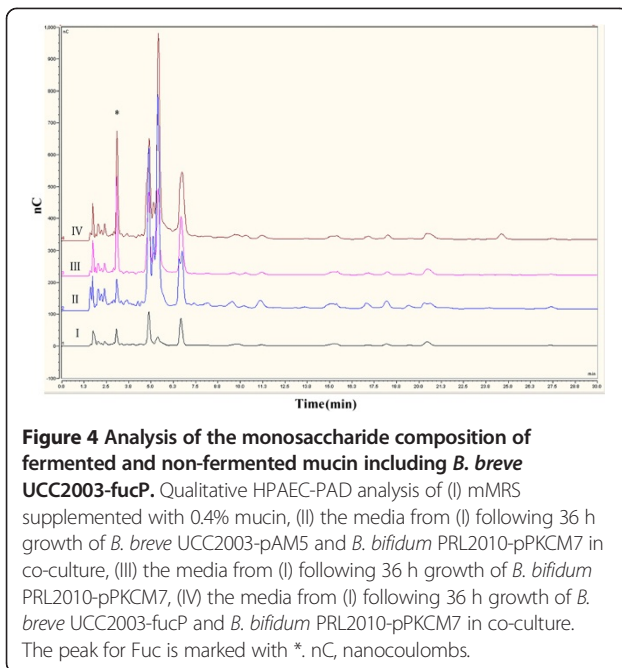 nC
1,000
900
800
700
600
500
400
300
200
100
0
-100
nC
*
IV
III
II
I
min
Time(min)
Figure 4 Analysis of the monosaccharide composition of
fermented and non-fermented mucin including B. breve
UCC2003-fucP. Qualitative HPAEC-PAD analysis of (I) mMRS
supplemented with 0.4% mucin, (II) the media from (I) following 36 h
growth of B. breve UCC2003-pAM5 and B. bifidum PRL2010-pPKCM7 in
co-culture, (III) the media from (I) following 36 h growth of B. bifidum
PRL2010-pPKCM7, (IV) the media from (I) following 36 h growth of B.
breve UCC2003-fucP and B. bifidum PRL2010-pPKCM7 in co-culture.
The peak for Fuc is marked with *. nC, nanocoulombs.